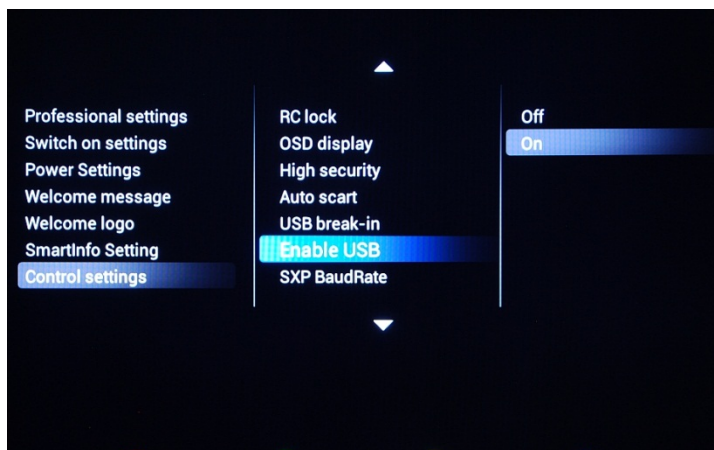 Professional settings
Switch on settings
Power Settings
Welcome message
Welcome logo
SmartInfo Setting
Control settings
RC lock
OSD display
High security
Auto scart
USB break-in
Enable USB
SXP BaudRate
Off
On